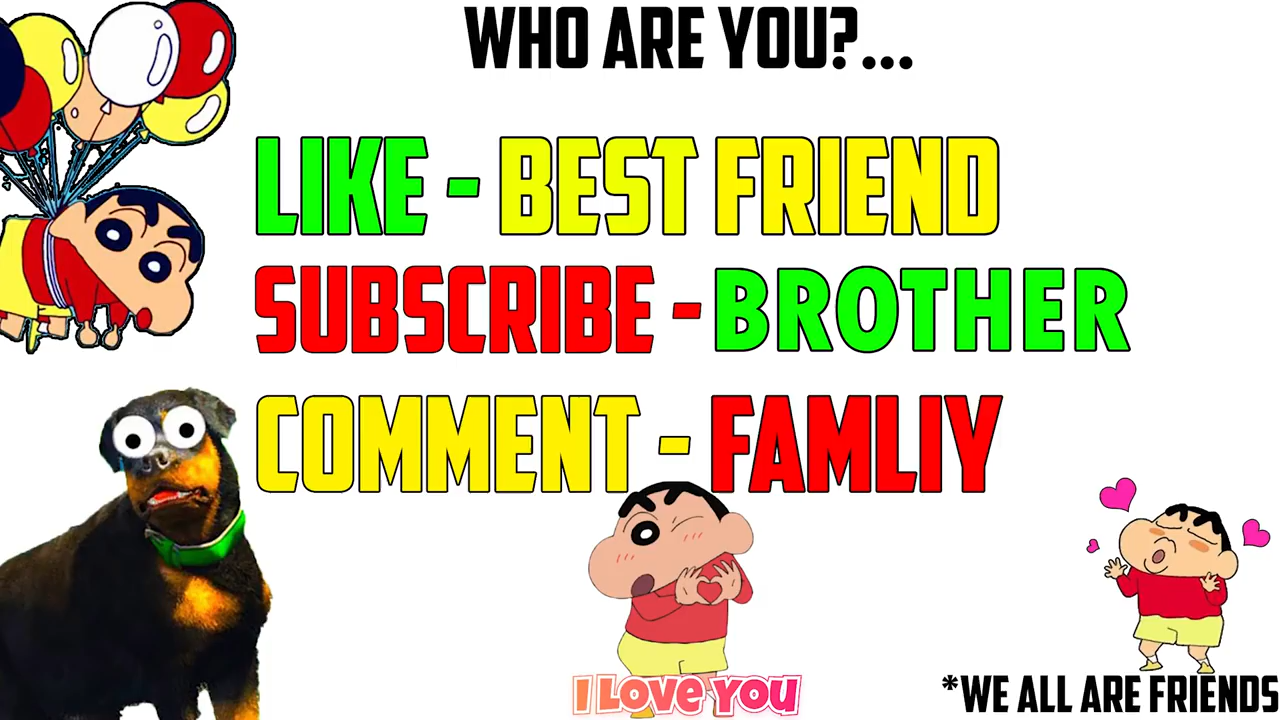 WHO ARE YOU?...
LIKE - BEST FRIEND
SUBSCRIBE - BROTHER
COMMENT - FAMLIY
I LOVE YOU
*WE ALL ARE FRIENDS